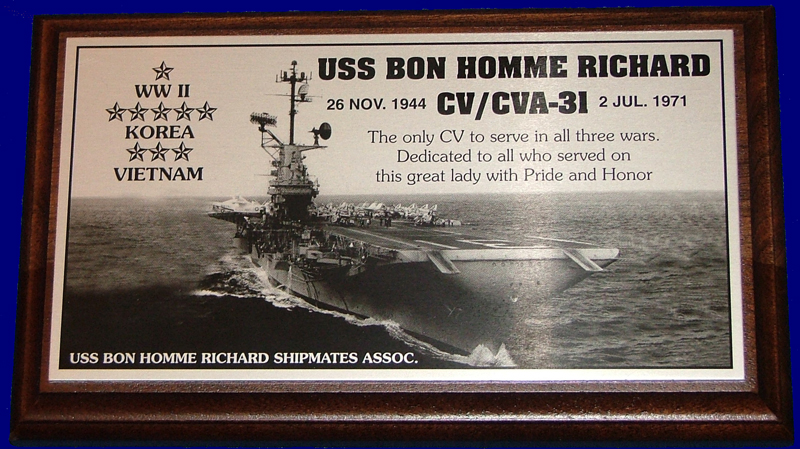 WW II
KOREA
VIETNAM
USS BON HOMME RICHARD
26 NOV. 1944 CV/CVA-31 2 JUL. 1971
The only CV to serve in all three wars.
Dedicated to all who served on
this great lady with Pride and Honor
USS BON HOMME RICHARD SHIPMATES ASSOC.